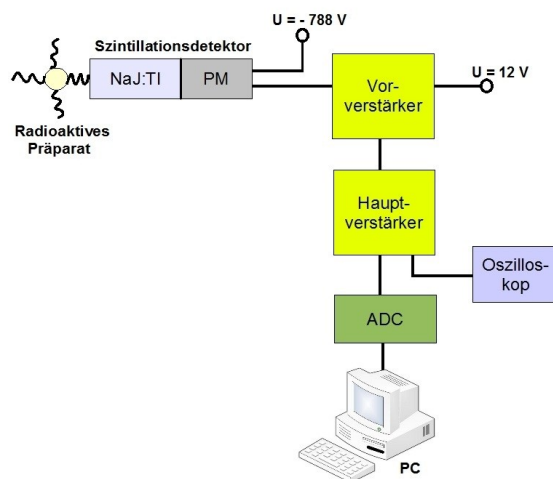 U = - 788 V
Szintillationsdetektor
NaJ:Tl
PM
Radioaktives
Präparat
Vor-
verstärker
U = 12 V
Haupt-
verstärker
Oszillos-
kop
ADC
PC